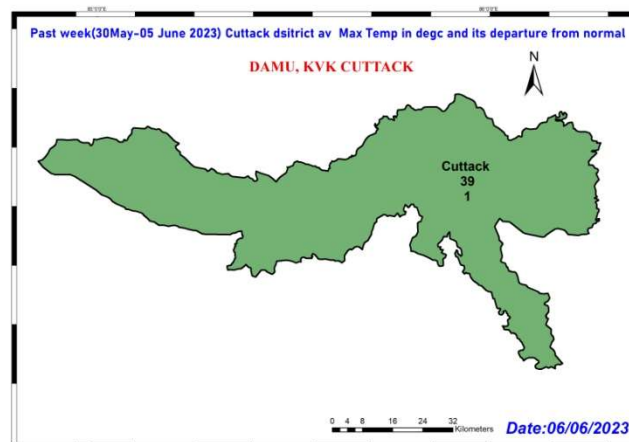 Past week(30May-05 June 2023) Cuttack dsitrict av Max Temp in degc and its departure from normal
DAMU, KVK CUTTACK
N
Cuttack
39
1
0 4 8 16 24 32
Kilometers
Date:06/06/2023